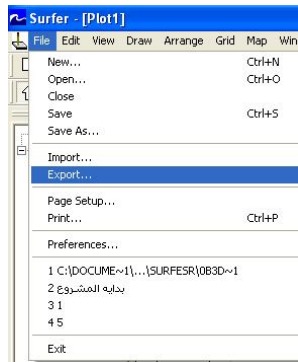 Surfer - [Plot1]
File Edit View Draw Arrange Grid Map Win
New... Ctrl+N
Open... Ctrl+O
Close
Save Ctrl+S
Save As...
Import...
Export...
Page Setup...
Print... Ctrl+P
Preferences...
1 C:\DOCUME~1\...\SURFESR\0B3D~1
2 بدايه المشروع
3 1
4 5
Exit